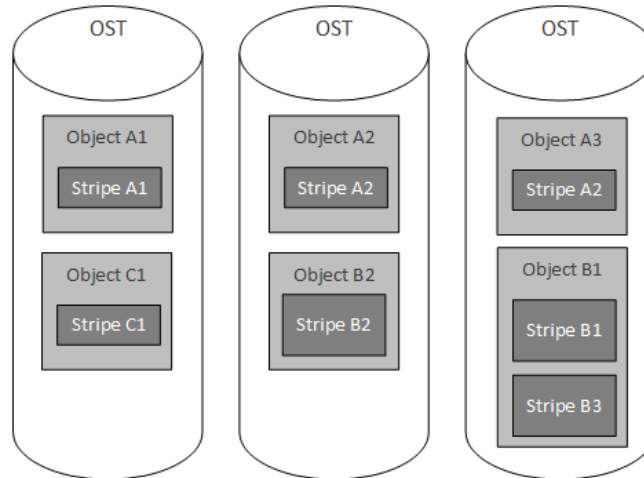 OST
Object A1
Stripe A1
Object C1
Stripe C1
OST
Object A2
Stripe A2
Object B2
Stripe B2
OST
Object A3
Stripe A2
Object B1
Stripe B1
Stripe B3